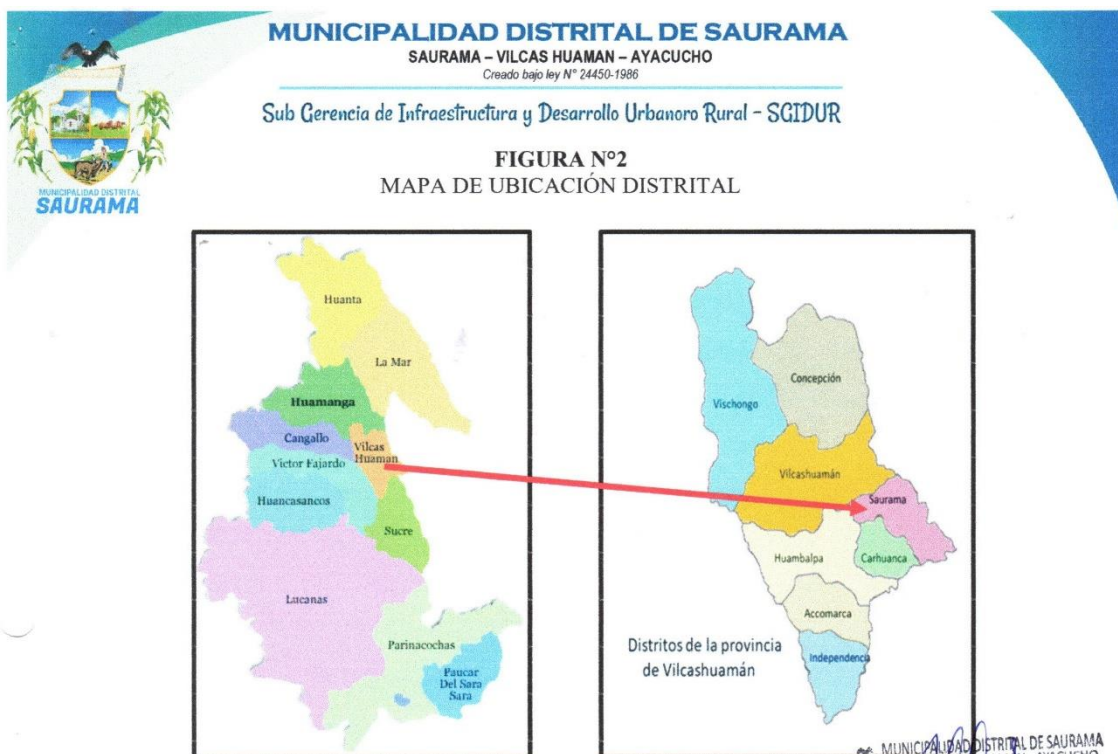 MUNICIPALIDAD DISTRITAL DE SAURAMA
SAURAMA – VILCAS HUAMAN – AYACUCHO
Creado bajo ley N° 24450-1986
Sub Gerencia de Infraestructura y Desarrollo Urbanoro Rural – SGIDUR
MUNICIPALIDAD DISTRITAL
SAURAMA
FIGURA N°2
MAPA DE UBICACIÓN DISTRITAL
Huanta
La Mar
Huamanga
Cangallo
Vilcas
Huaman
Victor Fajardo
Huancasancos
Sucre
Lucanas
Parinacochas
Paucar
Del Sara
Sara
Concepción
Vischongo
Vilcashuamán
Saurama
Huambalpa
Carhuanca
Accomarca
Independencia
Distritos de la provincia
de Vilcashuamán
MUNICIPALIDAD DISTRITAL DE SAURAMA